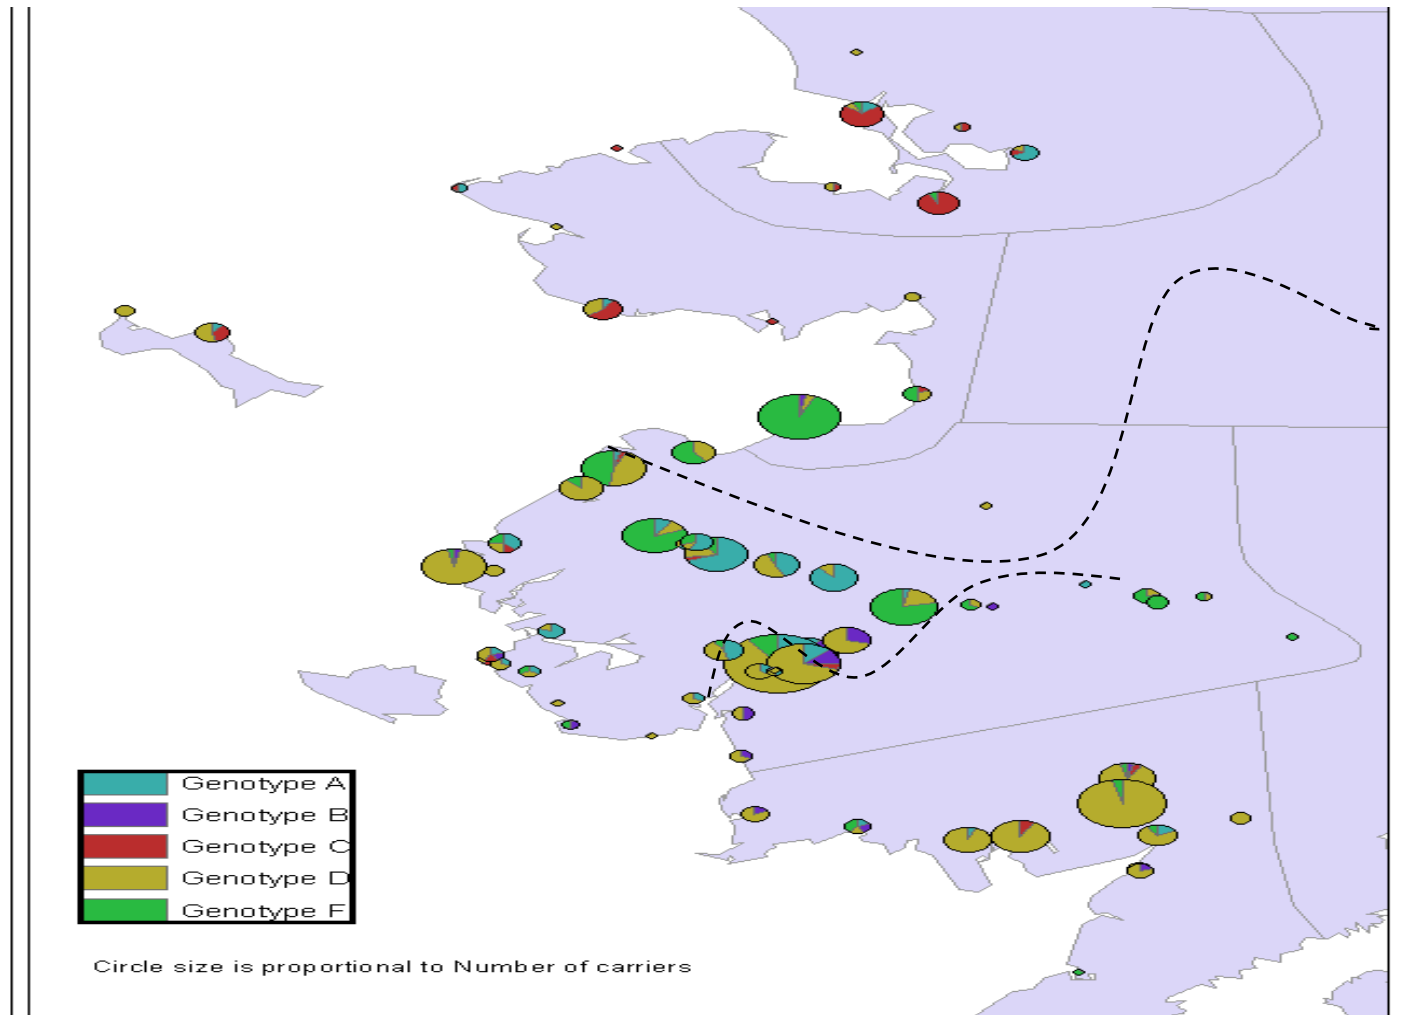 Genotype A
Genotype B
Genotype C
Genotype D
Genotype F
Circle size is proportional to Number of carriers